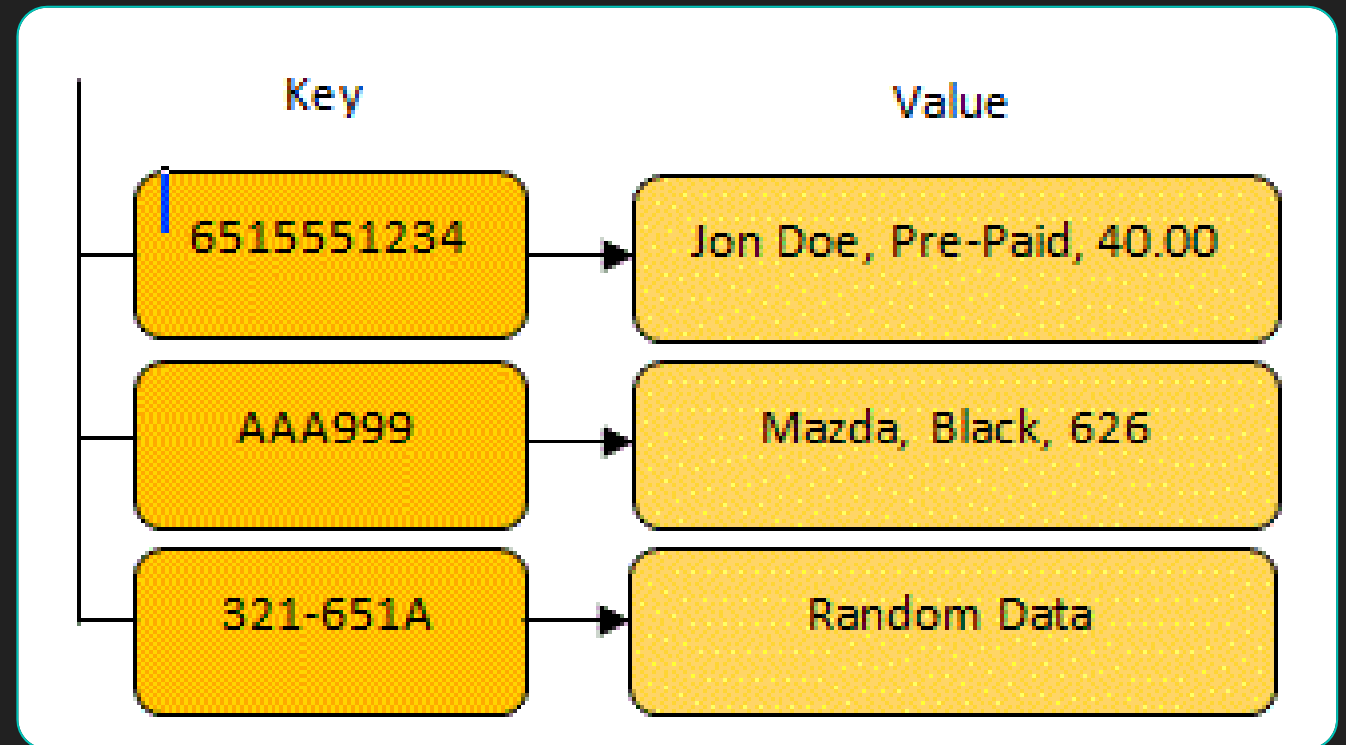 Key Value
6515551234 Jon Doe, Pre-Paid, 40.00
AAA999 Mazda, Black, 626
321-651A Random Data